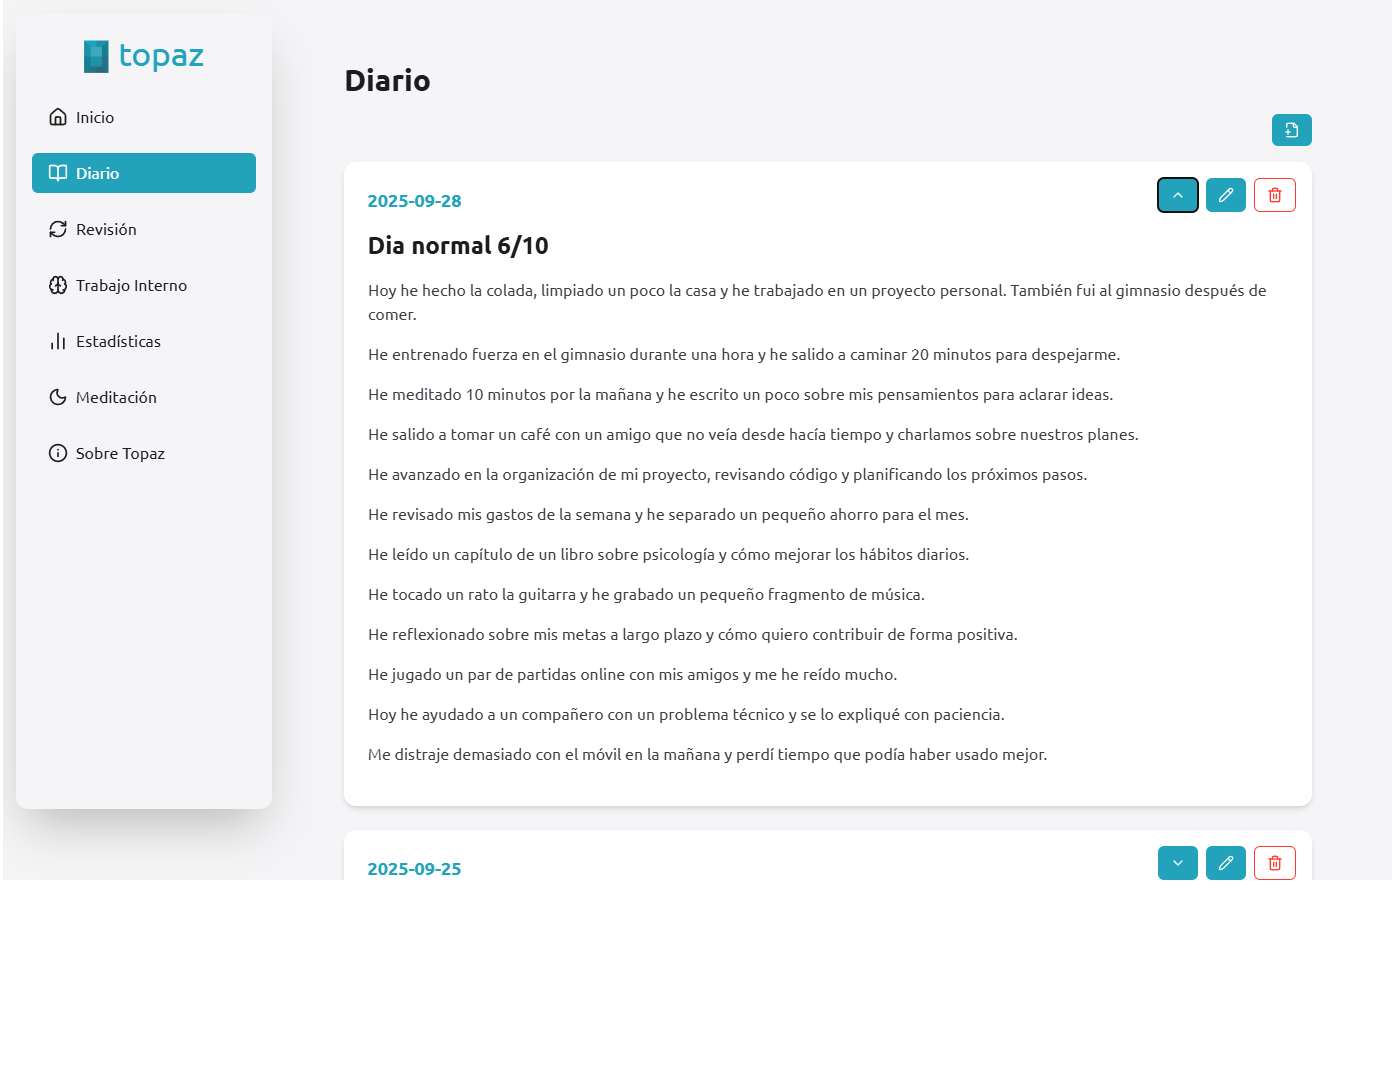 topaz
Inicio
Diario
Revisión
Trabajo Interno
Estadísticas
Meditación
Sobre Topaz
Diario
2025-09-28
Dia normal 6/10
Hoy he hecho la colada, limpiado un poco la casa y he trabajado en un proyecto personal. También fui al gimnasio después de
comer.
He entrenado fuerza en el gimnasio durante una hora y he salido a caminar 20 minutos para despejarme.
He meditado 10 minutos por la mañana y he escrito un poco sobre mis pensamientos para aclarar ideas.
He salido a tomar un café con un amigo que no veía desde hacía tiempo y charlamos sobre nuestros planes.
He avanzado en la organización de mi proyecto, revisando código y planificando los próximos pasos.
He revisado mis gastos de la semana y he separado un pequeño ahorro para el mes.
He leído un capítulo de un libro sobre psicología y cómo mejorar los hábitos diarios.
He tocado un rato la guitarra y he grabado un pequeño fragmento de música.
He reflexionado sobre mis metas a largo plazo y cómo quiero contribuir de forma positiva.
He jugado un par de partidas online con mis amigos y me he reído mucho.
Hoy he ayudado a un compañero con un problema técnico y se lo expliqué con paciencia.
Me distraje demasiado con el móvil en la mañana y perdí tiempo que podía haber usado mejor.
2025-09-25